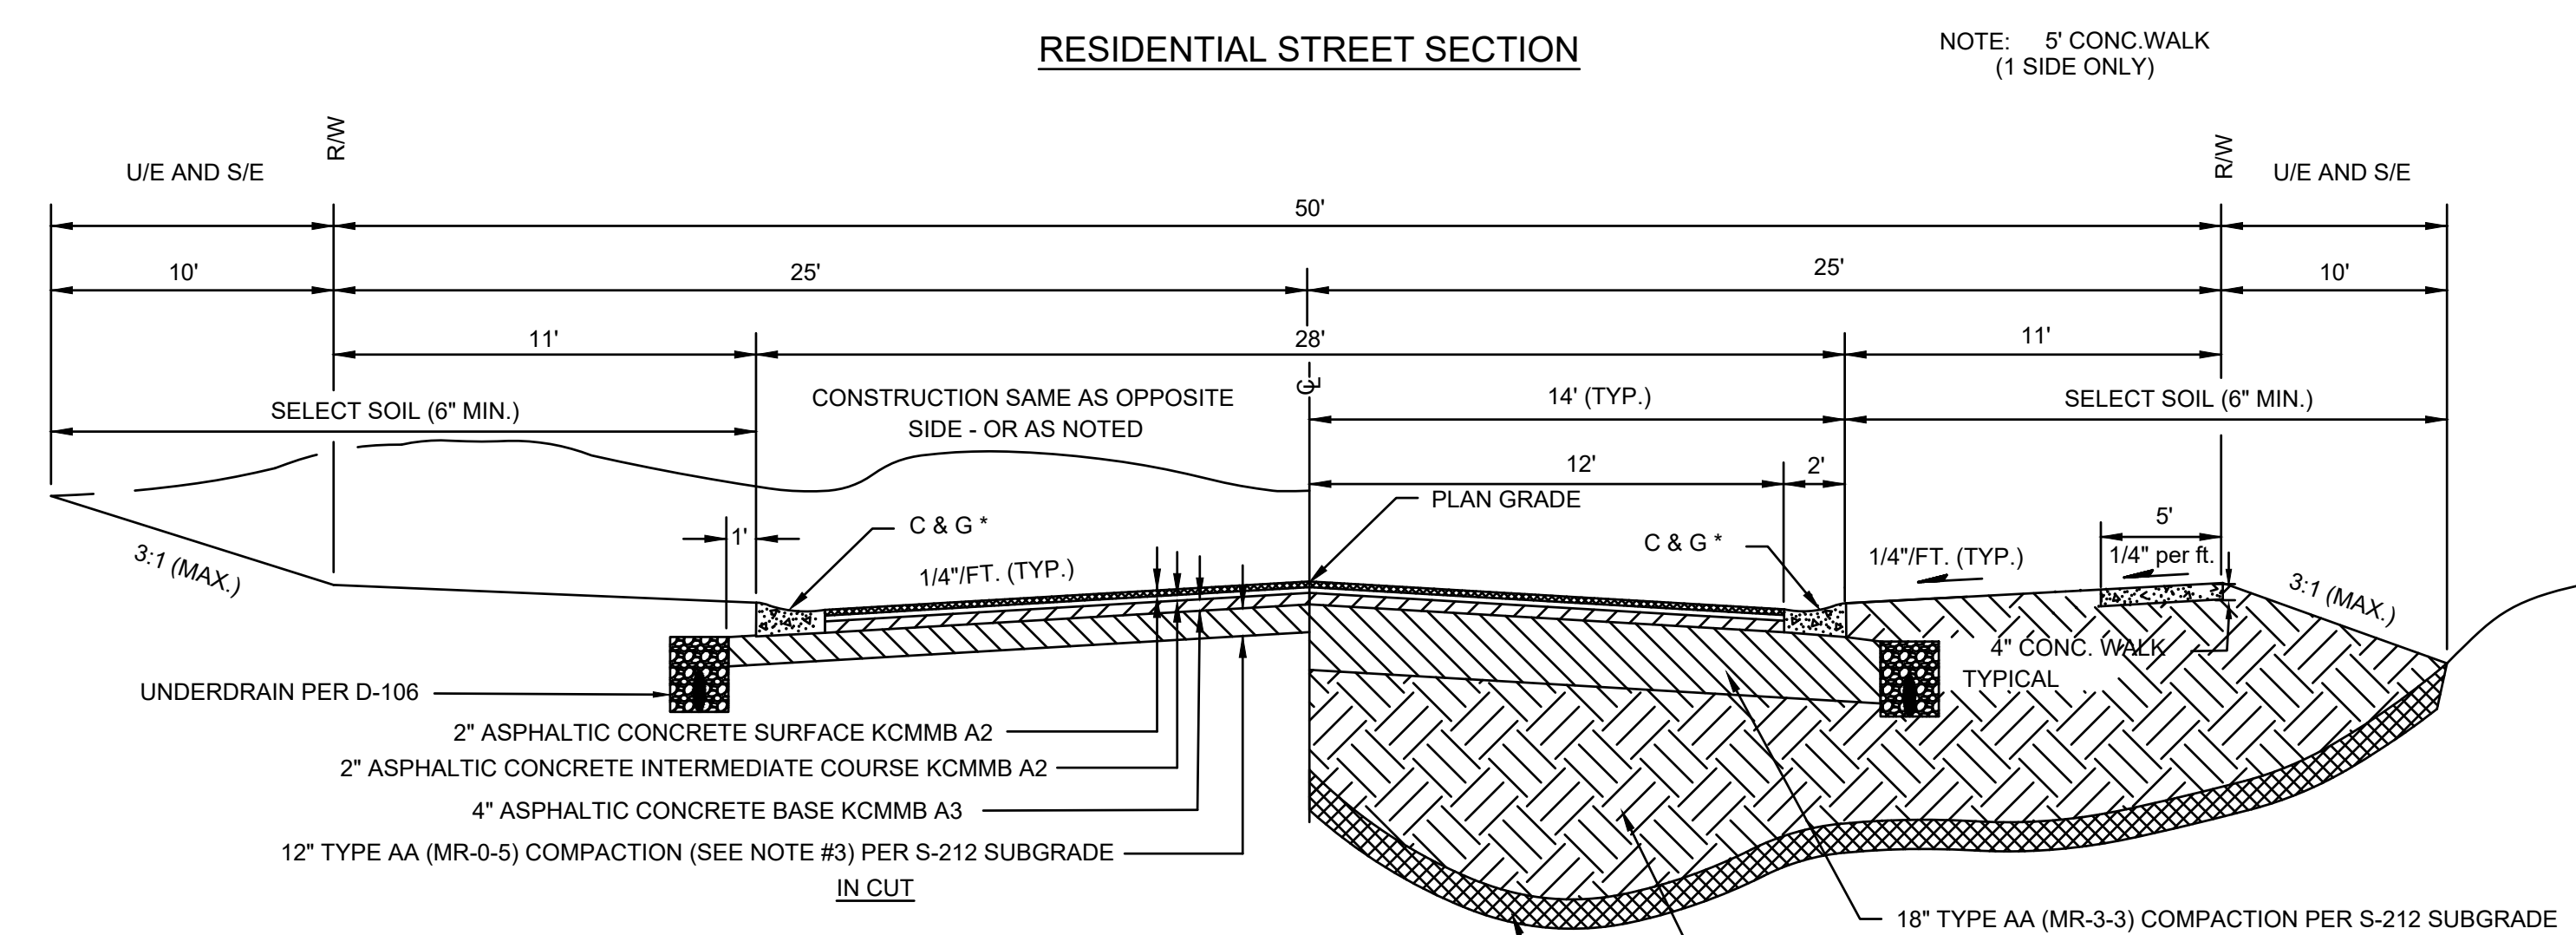 RESIDENTIAL STREET SECTION
NOTE: 5' CONC.WALK
(1 SIDE ONLY)
R/W
R/W
U/E AND S/E
U/E AND S/E
50'
10'
25'
25'
10'
11'
28'
11'
SELECT SOIL (6" MIN.)
CONSTRUCTION SAME AS OPPOSITE
SIDE - OR AS NOTED
CL
14' (TYP.)
SELECT SOIL (6" MIN.)
12'
2'
PLAN GRADE
5'
1'
C & G *
C & G *
1/4"/FT. (TYP.)
1/4" per ft.
3:1 (MAX.)
1/4"/FT. (TYP.)
3:1 (MAX.)
4" CONC. WALK
TYPICAL
UNDERDRAIN PER D-106
2" ASPHALTIC CONCRETE SURFACE KCMMB A2
2" ASPHALTIC CONCRETE INTERMEDIATE COURSE KCMMB A2
4" ASPHALTIC CONCRETE BASE KCMMB A3
12" TYPE AA (MR-0-5) COMPACTION (SEE NOTE #3) PER S-212 SUBGRADE
IN CUT
18" TYPE AA (MR-3-3) COMPACTION PER S-212 SUBGRADE